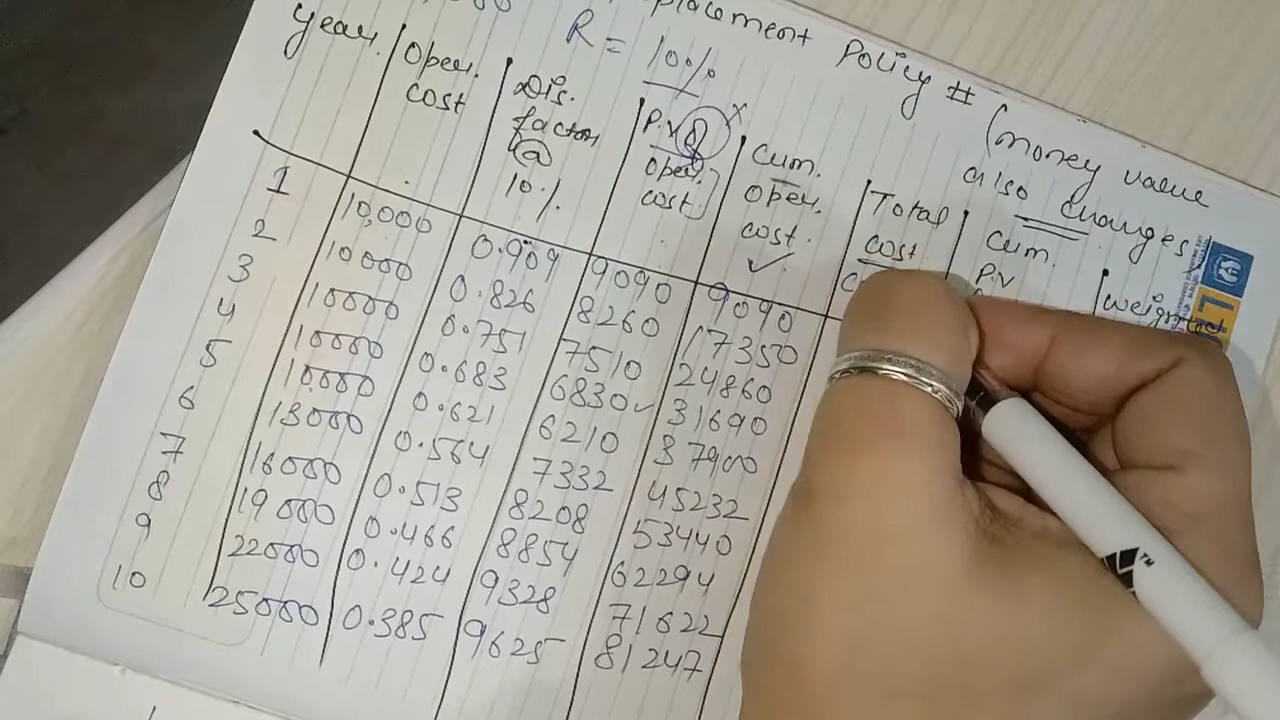 Policy # (money value
also changes
R = 10%
Year. Oper. cost Dis. factor @ 10% P.V Oper. cost Cum. Oper. cost. Total cost Cum. P.V
1 10,000 0.909 9090 9090
2 10000 0.826 8260 17350
3 10000 0.751 7510 24860
4 10000 0.683 6830 31690
5 10,000 0.621 6210 37900
6 13000 0.564 7332 45232
7 16000 0.513 8208 53440
8 19000 0.466 8854 62294
9 22000 0.424 9328 71622
10 25000 0.385 9625 81247